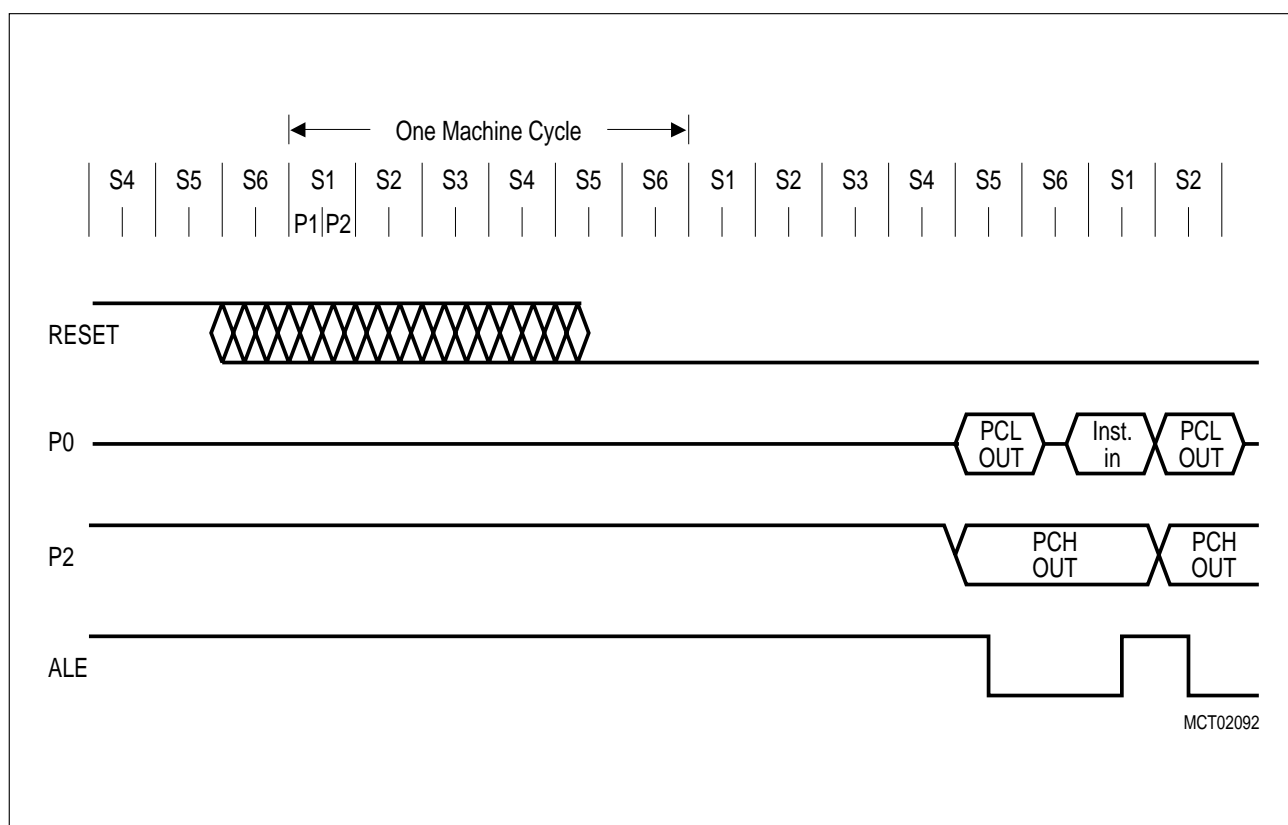 One Machine Cycle
S4 S5 S6 S1 S2 S3 S4 S5 S6 S1 S2 S3 S4 S5 S6 S1 S2
P1 P2
RESET
P0
PCL
OUT
Inst.
in
PCL
OUT
P2
PCH
OUT
PCH
OUT
ALE
MCT02092